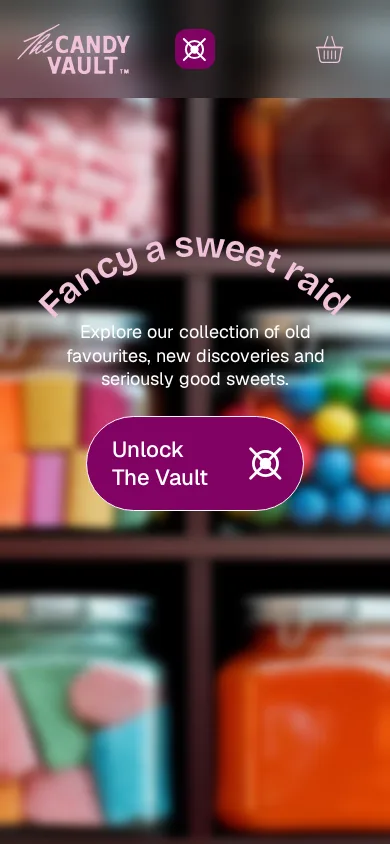 The CANDY
VAULT™
Fancy a sweet raid
Explore our collection of old
favourites, new discoveries and
seriously good sweets.
Unlock
The Vault